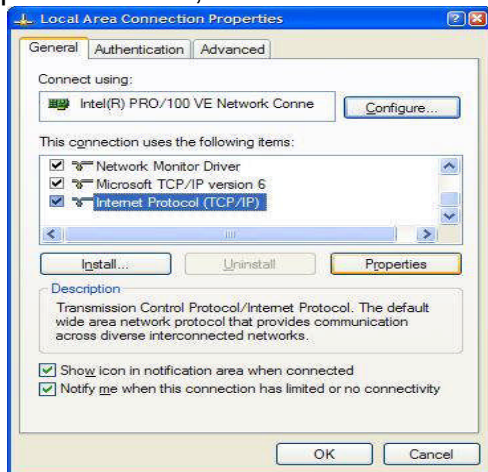 Local Area Connection Properties
General Authentication Advanced
Connect using:
Intel(R) PRO/100 VE Network Conne Configure...
This connection uses the following items:
Network Monitor Driver
Microsoft TCP/IP version 6
Internet Protocol (TCP/IP)
Install... Uninstall Properties
Description
Transmission Control Protocol/Internet Protocol. The default
wide area network protocol that provides communication
across diverse interconnected networks.
Show icon in notification area when connected
Notify me when this connection has limited or no connectivity
OK Cancel